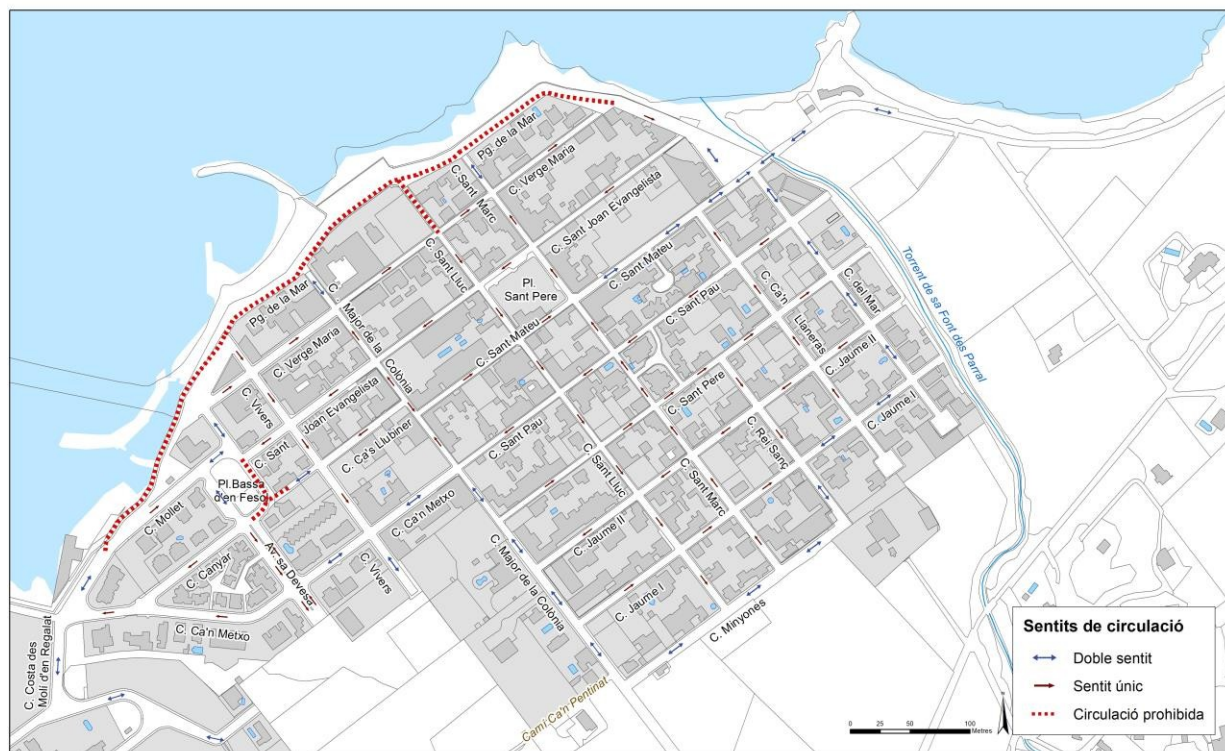 Pg. de la Mar
C. Verge Maria
C. Sant Marc
C. Sant Joan Evangelista
C. Sant Mateu
C. Sant Lluc
Pl.
Sant Pere
C. Sant Pau
C. Ca'n
Llaneras
C. del Mar
Torrent de sa Font des Parral
Pg. de la Mar
C. Major de la
Colònia
C. Verge Maria
C. Sant Mateu
C. Jaume II
C. Jaume I
C. Sant Pere
C. Vivers
C. Sant
Joan Evangelista
C. Ca's Llubiner
C. Sant Pau
C. Sant Lluc
C. Rei Sanç
C. Sant Marc
Pl.Bassa
d'en Fesol
C. Mollet
C. Ca'n Metxo
C. Canyar
Av. sa Devesa
C. Vivers
C. Major de la Colònia
C. Jaume II
C. Jaume I
C. Minyones
C. Ca'n Metxo
C. Costa des
Molí d'en Regalat
Camí Ca'n Pentinat
Sentits de circulació
Doble sentit
Sentit únic
Circulació prohibida
0 25 50 100
Metres